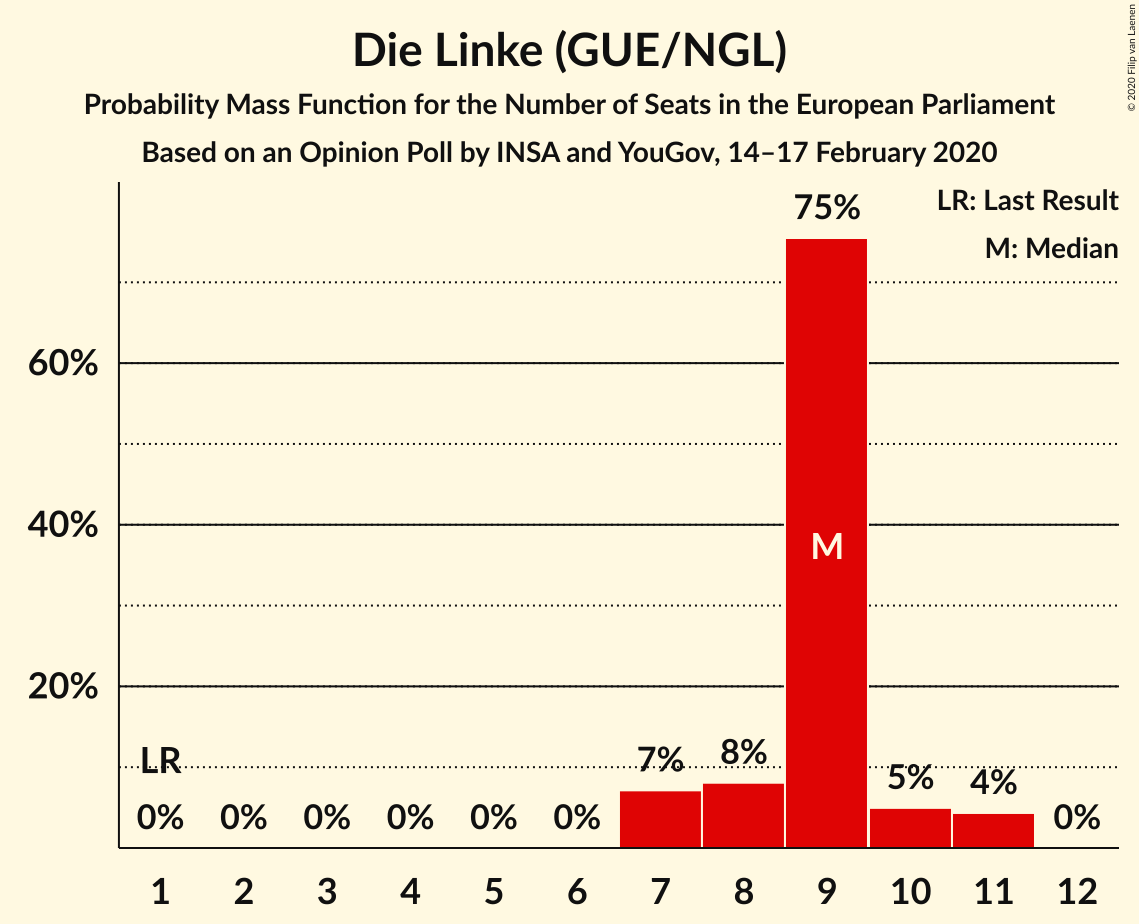 Die Linke (GUE/NGL)
Probability Mass Function for the Number of Seats in the European Parliament
Based on an Opinion Poll by INSA and YouGov, 14–17 February 2020
© 2020 Filip van Laenen
LR: Last Result
M: Median
75%
60%
40%
M
20%
LR
7%
8%
5%
4%
0% 0% 0% 0% 0% 0% 0%
1 2 3 4 5 6 7 8 9 10 11 12